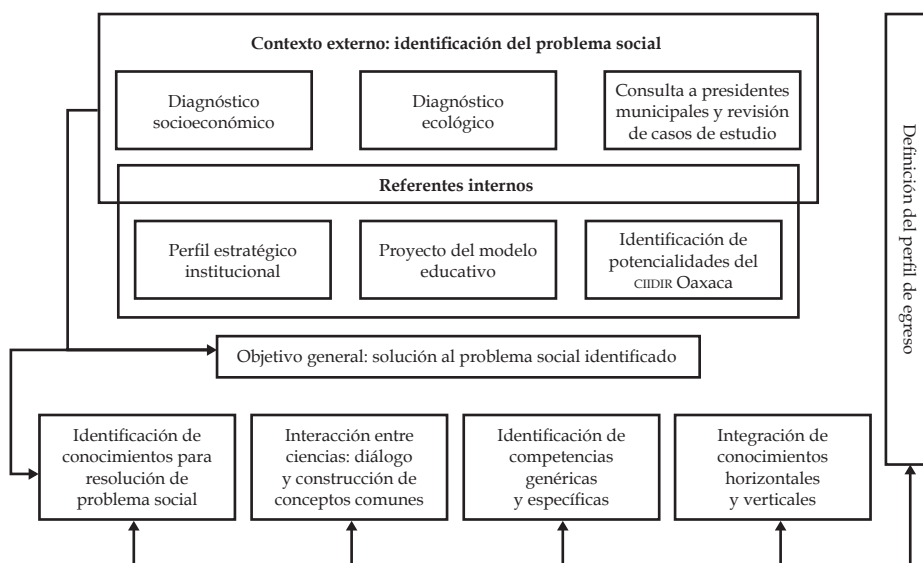 Contexto externo: identificación del problema social
Diagnóstico
socioeconómico
Diagnóstico
ecológico
Consulta a presidentes
municipales y revisión
de casos de estudio
Referentes internos
Perfil estratégico
institucional
Proyecto del modelo
educativo
Identificación de
potencialidades del
CIIDIR Oaxaca
Objetivo general: solución al problema social identificado
Identificación de
conocimientos para
resolución de
problema social
Interacción entre
ciencias: diálogo
y construcción de
conceptos comunes
Identificación de
competencias
genéricas
y específicas
Integración de
conocimientos
horizontales
y verticales
Definición del perfil de egreso